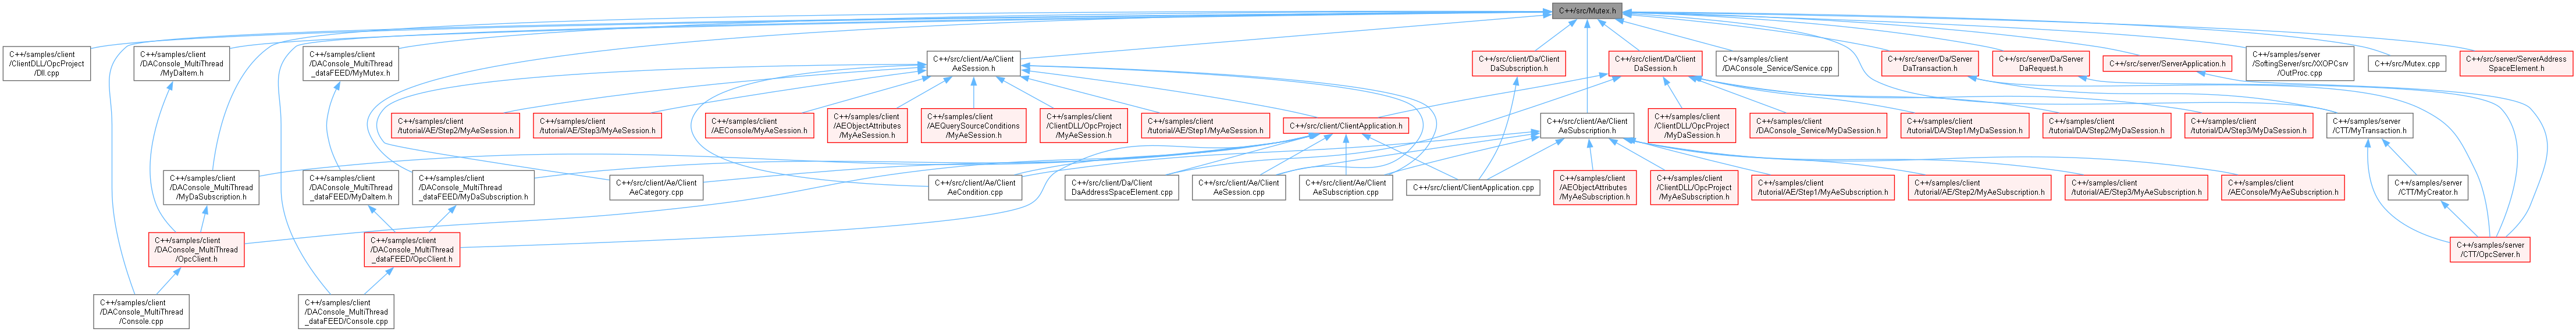 C++/src/Mutex.h
C++/samples/client
/ClientDLL/OpcProject
/Dll.cpp
C++/samples/client
/DAConsole_MultiThread
/MyDaItem.h
C++/samples/client
/DAConsole_MultiThread
_dataFEED/MyMutex.h
C++/src/client/Ae/Client
AeSession.h
C++/src/client/Da/Client
DaSubscription.h
C++/src/client/Da/Client
DaSession.h
C++/samples/client
/DAConsole_Service/Service.cpp
C++/src/server/Da/Server
DaTransaction.h
C++/src/server/Da/Server
DaRequest.h
C++/src/server/ServerApplication.h
C++/samples/server
/SoftingServer/src/XXOPCsrv
/OutProc.cpp
C++/src/Mutex.cpp
C++/src/server/ServerAddress
SpaceElement.h
C++/samples/client
/tutorial/AE/Step2/MyAeSession.h
C++/samples/client
/tutorial/AE/Step3/MyAeSession.h
C++/samples/client
/AEConsole/MyAeSession.h
C++/samples/client
/AEObjectAttributes
/MyAeSession.h
C++/samples/client
/AEQuerySourceConditions
/MyAeSession.h
C++/samples/client
/ClientDLL/OpcProject
/MyAeSession.h
C++/samples/client
/tutorial/AE/Step1/MyAeSession.h
C++/src/client/ClientApplication.h
C++/src/client/Ae/Client
AeSubscription.h
C++/samples/client
/ClientDLL/OpcProject
/MyDaSession.h
C++/samples/client
/DAConsole_Service/MyDaSession.h
C++/samples/client
/tutorial/DA/Step1/MyDaSession.h
C++/samples/client
/tutorial/DA/Step2/MyDaSession.h
C++/samples/client
/tutorial/DA/Step3/MyDaSession.h
C++/samples/server
/CTT/MyTransaction.h
C++/samples/client
/DAConsole_MultiThread
/MyDaSubscription.h
C++/samples/client
/DAConsole_MultiThread
_dataFEED/MyDaItem.h
C++/samples/client
/DAConsole_MultiThread
_dataFEED/MyDaSubscription.h
C++/src/client/Ae/Client
AeCategory.cpp
C++/src/client/Ae/Client
AeCondition.cpp
C++/src/client/Da/Client
DaAddressSpaceElement.cpp
C++/src/client/Ae/Client
AeSession.cpp
C++/src/client/Ae/Client
AeSubscription.cpp
C++/src/client/ClientApplication.cpp
C++/samples/client
/AEObjectAttributes
/MyAeSubscription.h
C++/samples/client
/ClientDLL/OpcProject
/MyAeSubscription.h
C++/samples/client
/tutorial/AE/Step1/MyAeSubscription.h
C++/samples/client
/tutorial/AE/Step2/MyAeSubscription.h
C++/samples/client
/tutorial/AE/Step3/MyAeSubscription.h
C++/samples/client
/AEConsole/MyAeSubscription.h
C++/samples/server
/CTT/MyCreator.h
C++/samples/client
/DAConsole_MultiThread
/OpcClient.h
C++/samples/client
/DAConsole_MultiThread
_dataFEED/OpcClient.h
C++/samples/server
/CTT/OpcServer.h
C++/samples/client
/DAConsole_MultiThread
/Console.cpp
C++/samples/client
/DAConsole_MultiThread
_dataFEED/Console.cpp